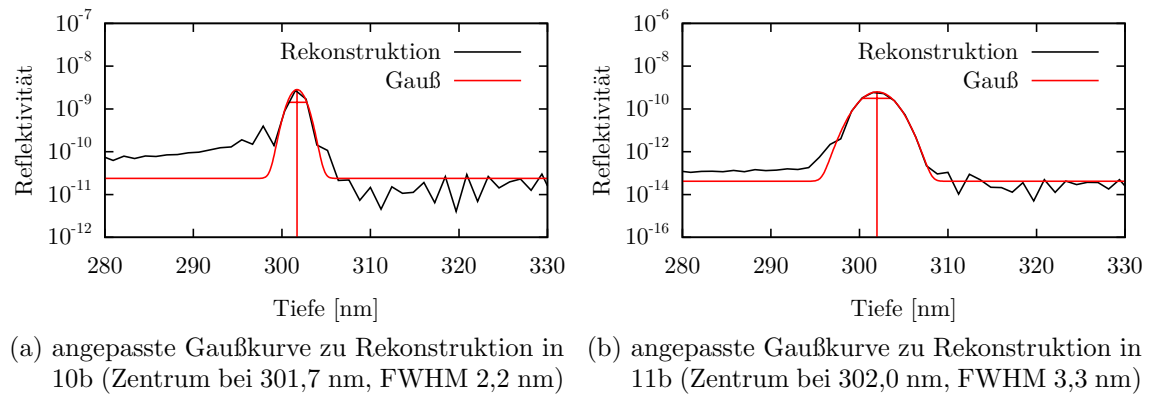 10^-7
10^-8
10^-9
10^-10
10^-11
10^-12
Reflektivität
Rekonstruktion
Gauß
280 290 300 310 320 330
Tiefe [nm]
(a) angepasste Gaußkurve zu Rekonstruktion in
10b (Zentrum bei 301,7 nm, FWHM 2,2 nm)
10^-6
10^-8
10^-10
10^-12
10^-14
10^-16
Reflektivität
Rekonstruktion
Gauß
280 290 300 310 320 330
Tiefe [nm]
(b) angepasste Gaußkurve zu Rekonstruktion in
11b (Zentrum bei 302,0 nm, FWHM 3,3 nm)